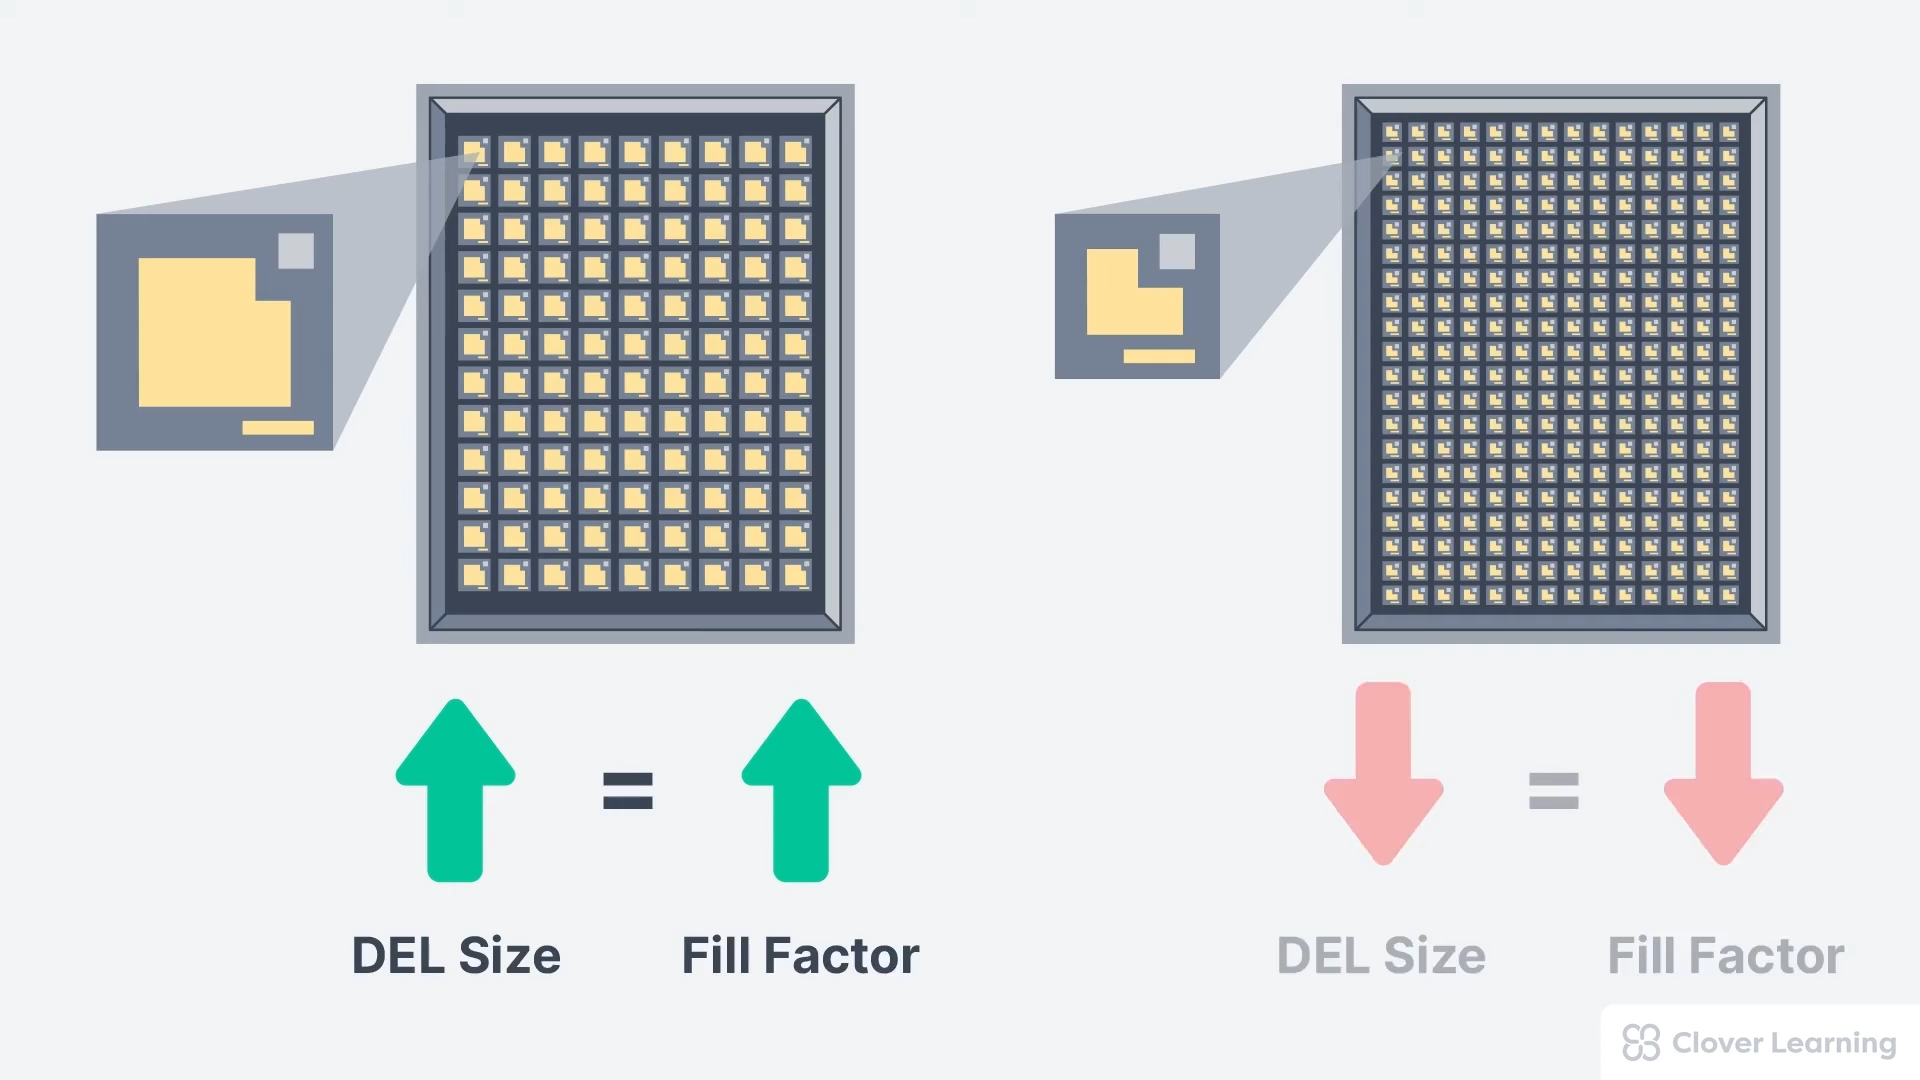 =
=
DEL Size
Fill Factor
DEL Size
Fill Factor
Clover Learning